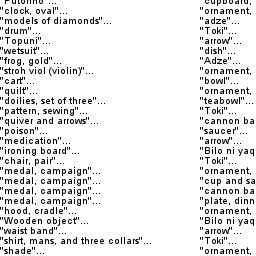 "Putorino"... "cupboard,
"clock, oval"... "ornament,
"models of diamonds"... "adze"...
"drum"... "Toki"...
"Topuni"... "arrow"...
"wetsuit"... "dish"...
"frog, gold"... "Adze"...
"stroh viol (violin)"... "ornament,
"cart"... "bowl"...
"quilt"... "ornament,
"doilies, set of three"... "teabowl"...
"pattern, sewing"... "Toki"...
"quiver and arrows"... "cannon ba
"poison"... "saucer"...
"medication"... "arrow"...
"ironing board"... "Bilo ni yaq
"chair, pair"... "Toki"...
"medal, campaign"... "ornament,
"medal, campaign"... "cup and sa
"medal, campaign"... "cannon ba
"medal, campaign"... "plate, dinn
"hood, cradle"... "ornament,
"Wooden object"... "Bilo ni yaq
"waist band"... "arrow"...
"shirt, mans, and three collars"... "Toki"...
"shade"... "ornament,